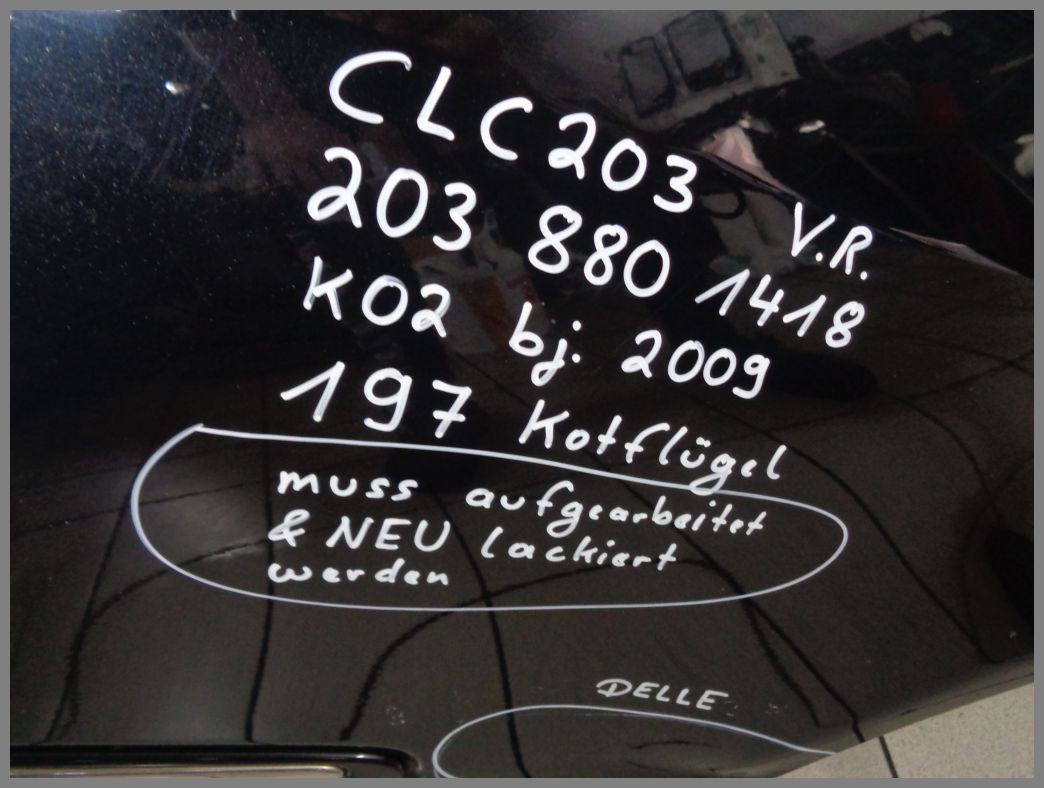 CLC203 V.R.
203 880 1418
K02 bj. 2009
197 Kotflügel
muss aufgearbeitet
& NEU lackiert
werden
DELLE